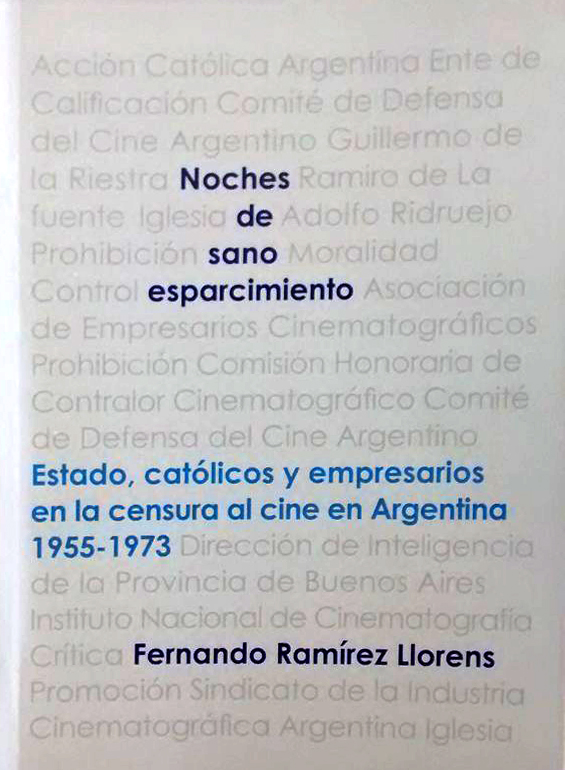 Acción Católica Argentina Ente de
Calificación Comité de Defensa
del Cine Argentino Guillermo de
la Riestra Noches Ramiro de La
fuente Iglesia de Adolfo Ridruejo
Prohibición sano Moralidad
Control esparcimiento Asociación
de Empresarios Cinematográficos
Prohibición Comisión Honoraria de
Contralor Cinematográfico Comité
de Defensa del Cine Argentino
Estado, católicos y empresarios
en la censura al cine en Argentina
1955-1973 Dirección de Inteligencia
de la Provincia de Buenos Aires
Instituto Nacional de Cinematografía
Crítica Fernando Ramírez Llorens
Promoción Sindicato de la Industria
Cinematográfica Argentina Iglesia